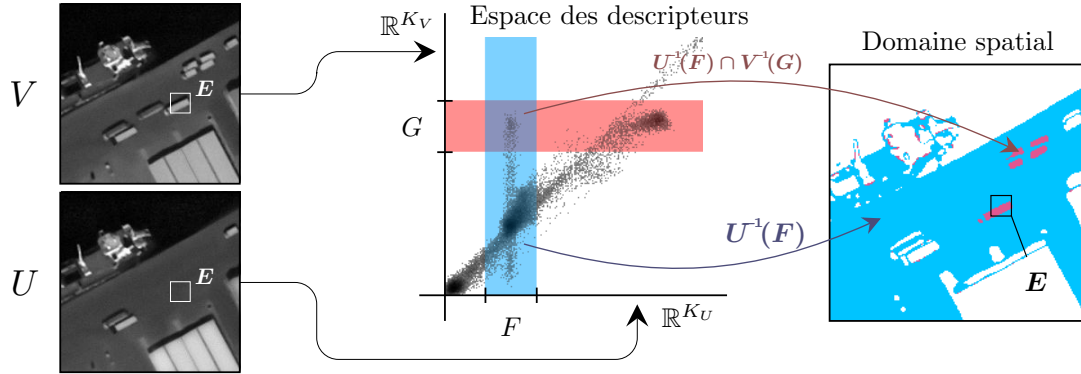 Espace des descripteurs
ℝ^{K_V}
Domaine spatial
V
E
U⁻¹(F) ∩ V⁻¹(G)
G
U
E
U⁻¹(F)
E
F
ℝ^{K_U}